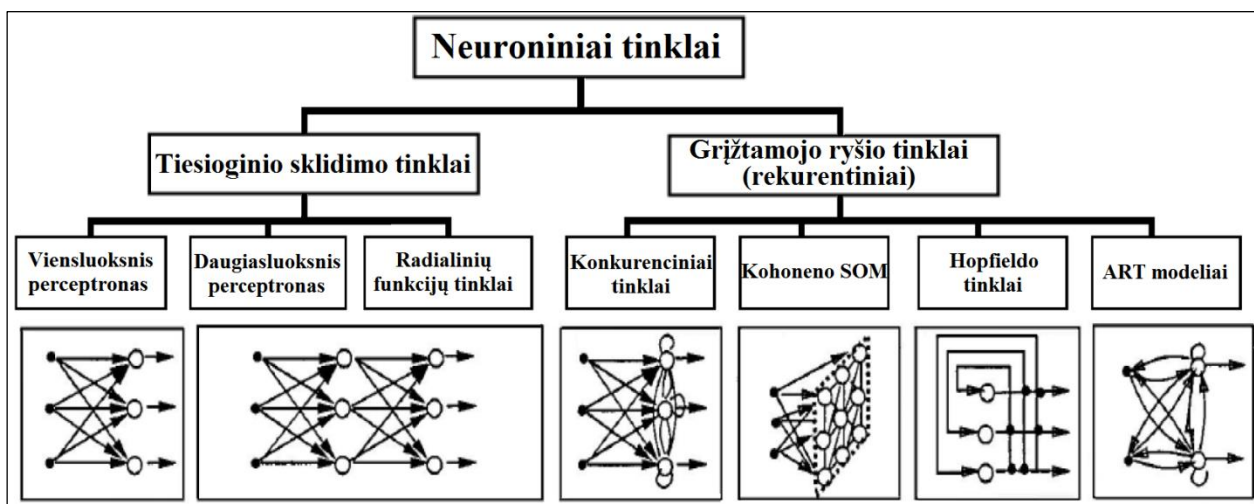 Neuroniniai tinklai
Tiesioginio sklidimo tinklai
Grįžtamojo ryšio tinklai
(rekurentiniai)
Viensluoksnis
perceptronas
Daugiasluoksnis
perceptronas
Radialinių
funkcijų tinklai
Konkurenciniai
tinklai
Kohoneno SOM
Hopfieldo
tinklai
ART modeliai